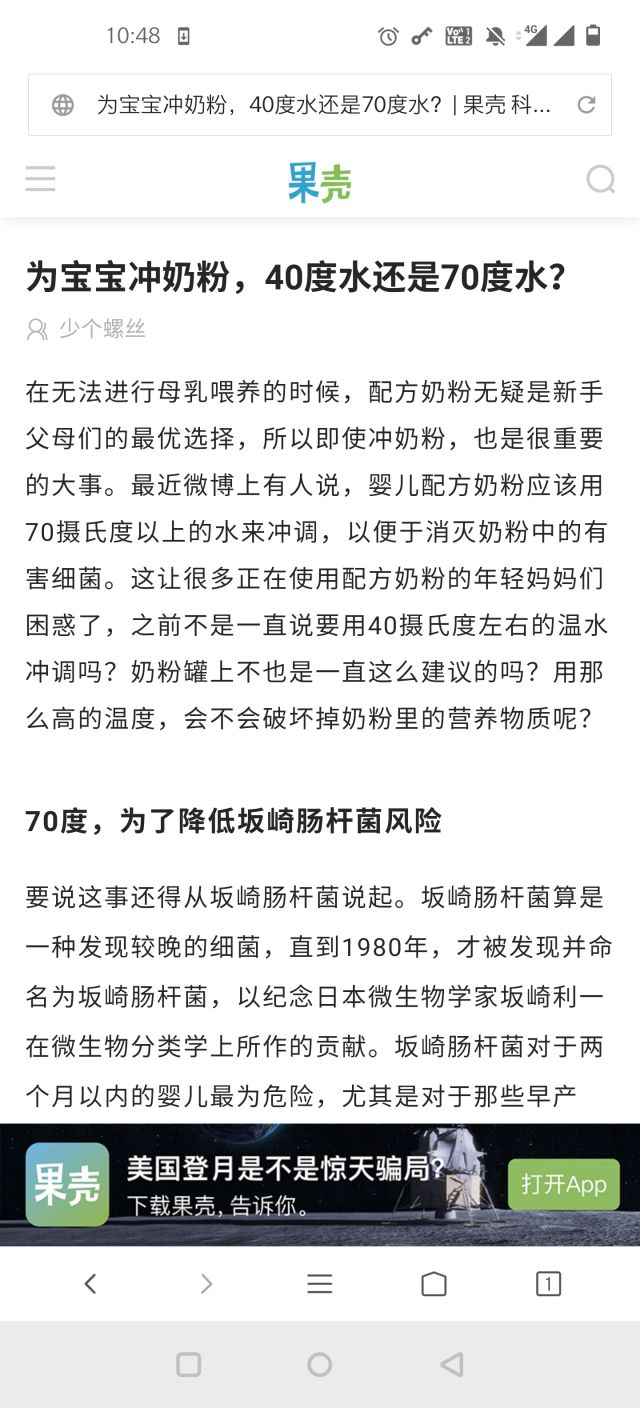 10:48
Vo 1
LTE 2
4G
为宝宝冲奶粉，40度水还是70度水？| 果壳 科...
果壳
为宝宝冲奶粉，40度水还是70度水？
少个螺丝
在无法进行母乳喂养的时候，配方奶粉无疑是新手
父母们的最优选择，所以即使冲奶粉，也是很重要
的大事。最近微博上有人说，婴儿配方奶粉应该用
70摄氏度以上的水来冲调，以便于消灭奶粉中的有
害细菌。这让很多正在使用配方奶粉的年轻妈妈们
困惑了，之前不是一直说要用40摄氏度左右的温水
冲调吗？奶粉罐上不也是一直这么建议的吗？用那
么高的温度，会不会破坏掉奶粉里的营养物质呢？
70度，为了降低坂崎肠杆菌风险
要说这事还得从坂崎肠杆菌说起。坂崎肠杆菌算是
一种发现较晚的细菌，直到1980年，才被发现并命
名为坂崎肠杆菌，以纪念日本微生物学家坂崎利一
在微生物分类学上所作的贡献。坂崎肠杆菌对于两
个月以内的婴儿最为危险，尤其是对于那些早产
果壳
美国登月是不是惊天骗局？
下载果壳，告诉你。
打开App
1